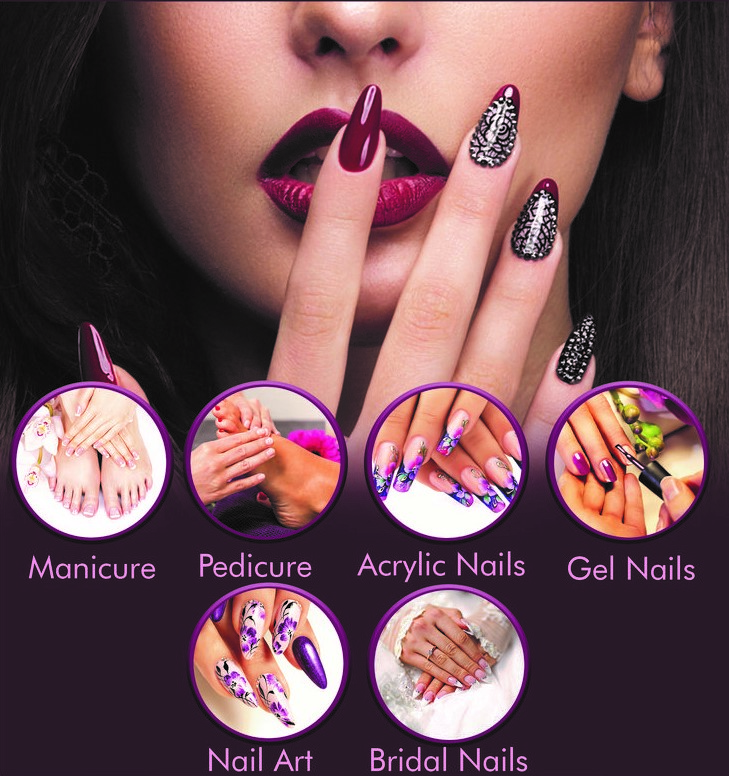 Manicure
Pedicure
Acrylic Nails
Gel Nails
Nail Art
Bridal Nails